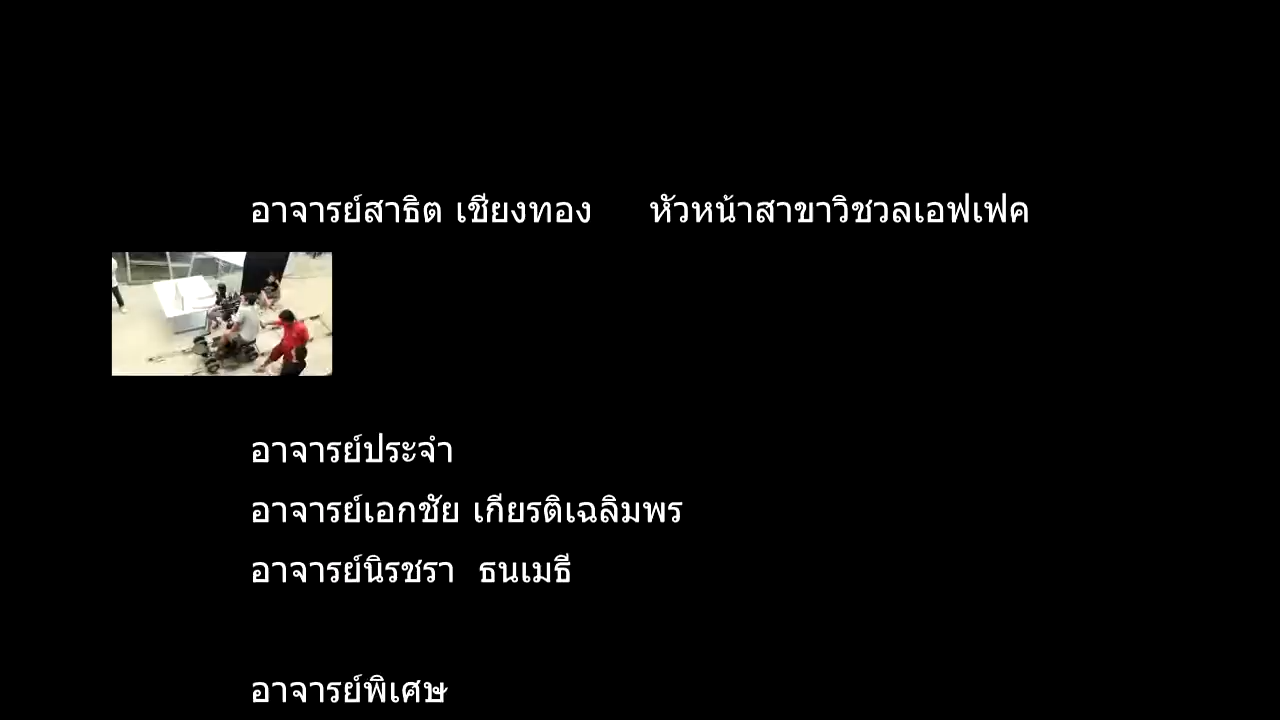 อาจารย์สาธิต เชียงทอง หัวหน้าสาขาวิชวลเอฟเฟค
อาจารย์ประจำ
อาจารย์เอกชัย เกียรติเฉลิมพร
อาจารย์นิรชรา ธนเมธี
อาจารย์พิเศษ